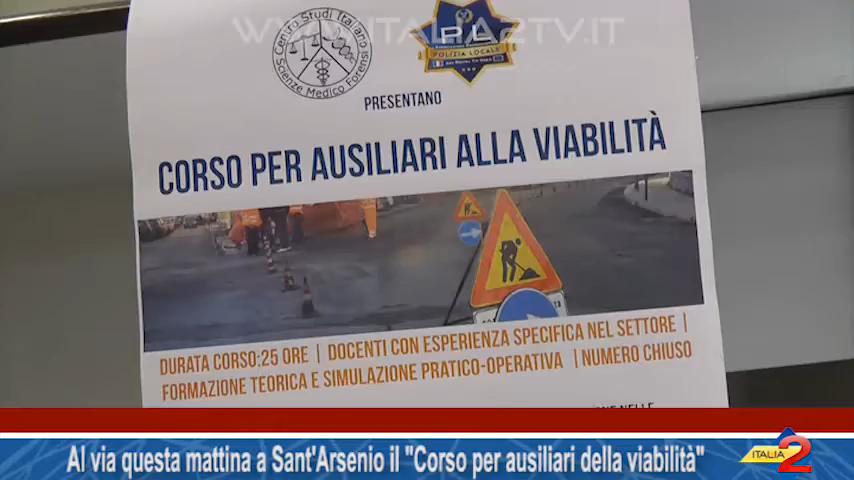 WWW.ITALIA2TV.IT
Centro Studi Italiano
Scienze Medico Forensi
PL
POLIZIA LOCALE
PRESENTANO
CORSO PER AUSILIARI ALLA VIABILITÀ
DURATA CORSO:25 ORE | DOCENTI CON ESPERIENZA SPECIFICA NEL SETTORE |
FORMAZIONE TEORICA E SIMULAZIONE PRATICO-OPERATIVA | NUMERO CHIUSO
Al via questa mattina a Sant'Arsenio il "Corso per ausiliari della viabilità"
ITALIA 2